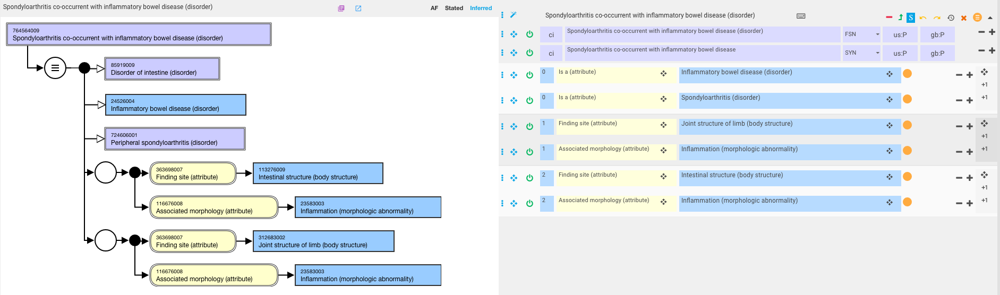 Spondyloarthritis co-occurrent with inflammatory bowel disease (disorder)
AF Stated Inferred
764564009
Spondyloarthritis co-occurrent with inflammatory bowel disease (disorder)
85919009
Disorder of intestine (disorder)
24526004
Inflammatory bowel disease (disorder)
724606001
Peripheral spondyloarthritis (disorder)
363698007
Finding site (attribute)
113276009
Intestinal structure (body structure)
116676008
Associated morphology (attribute)
23583003
Inflammation (morphologic abnormality)
363698007
Finding site (attribute)
312683002
Joint structure of limb (body structure)
116676008
Associated morphology (attribute)
23583003
Inflammation (morphologic abnormality)
Spondyloarthritis co-occurrent with inflammatory bowel disease (disorder)
S
ci Spondyloarthritis co-occurrent with inflammatory bowel disease (disorder) FSN us:P gb:P
ci Spondyloarthritis co-occurrent with inflammatory bowel disease SYN us:P gb:P
0 Is a (attribute) Inflammatory bowel disease (disorder)
+1
0 Is a (attribute) Spondyloarthritis (disorder) +1
1 Finding site (attribute) Joint structure of limb (body structure)
+1
1 Associated morphology (attribute) Inflammation (morphologic abnormality) +1
2 Finding site (attribute) Intestinal structure (body structure)
+1
2 Associated morphology (attribute) Inflammation (morphologic abnormality) +1